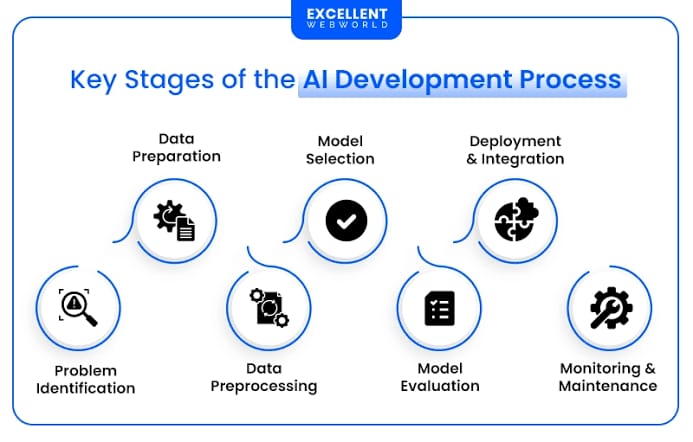 EXCELLENT
WEBWORLD
Key Stages of the AI Development Process
Data
Preparation
Model
Selection
Deployment
& Integration
Problem
Identification
Data
Preprocessing
Model
Evaluation
Monitoring &
Maintenance